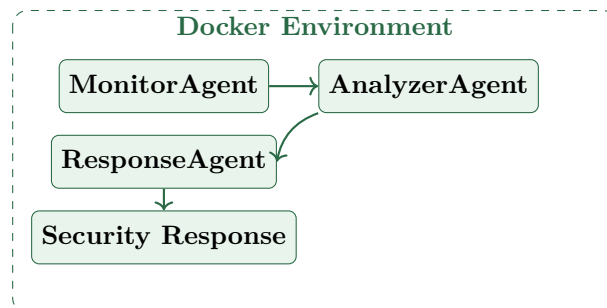 Docker Environment
MonitorAgent
AnalyzerAgent
ResponseAgent
Security Response